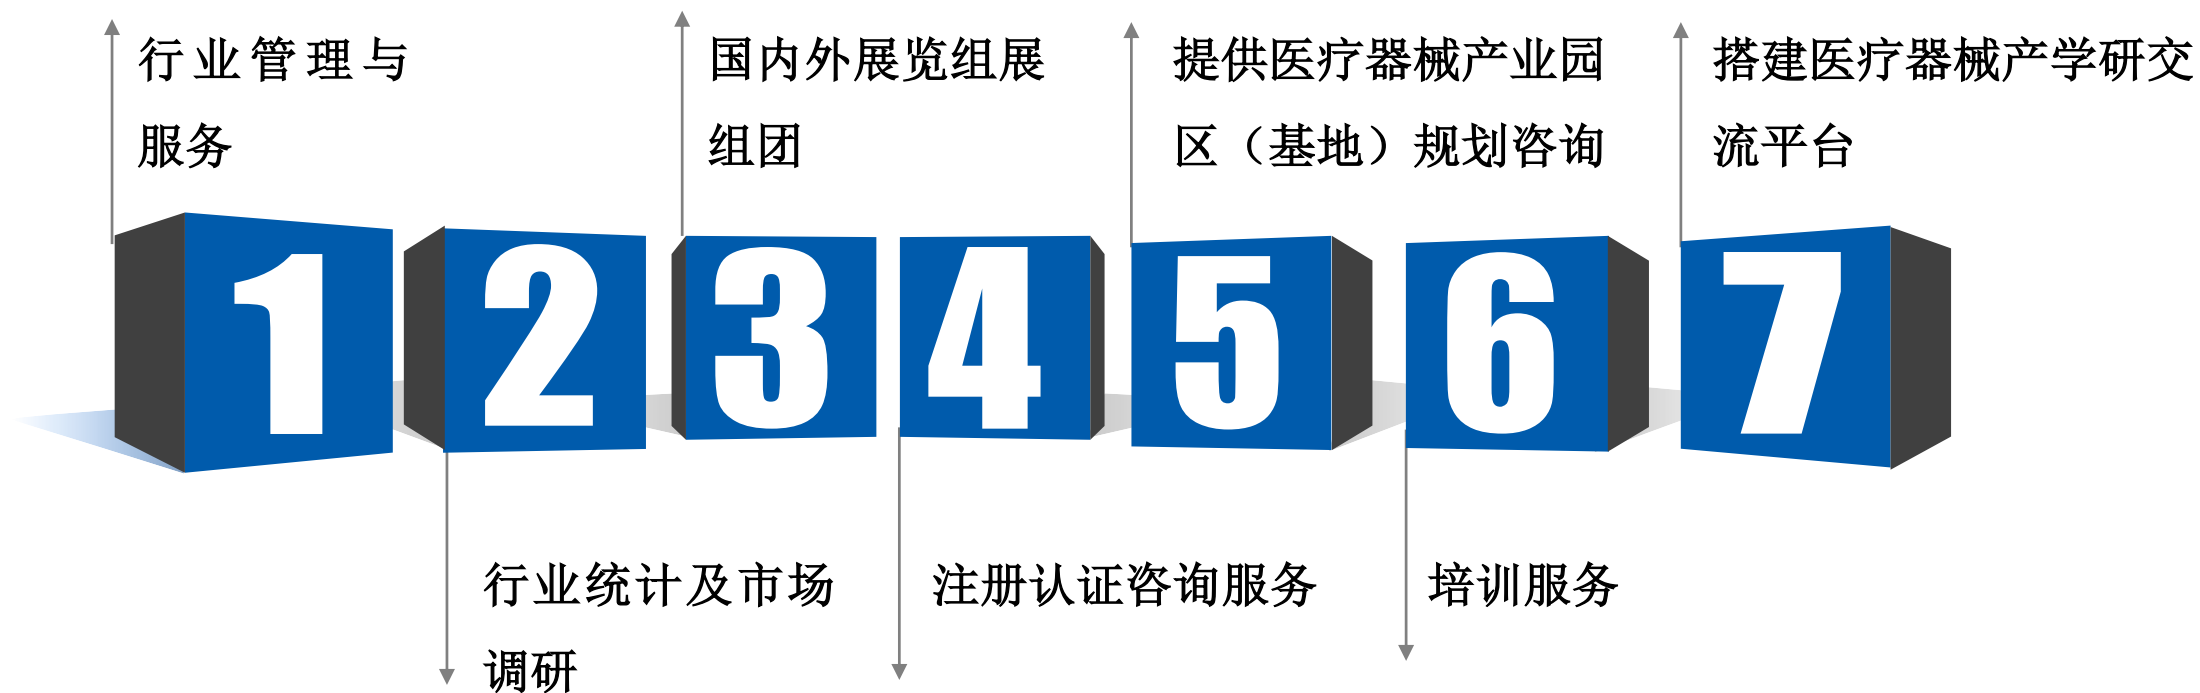 行业管理与
服务
国内外展览组展
组团
提供医疗器械产业园
区（基地）规划咨询
搭建医疗器械产学研交
流平台
1
2
3
4
5
6
7
行业统计及市场
调研
注册认证咨询服务
培训服务